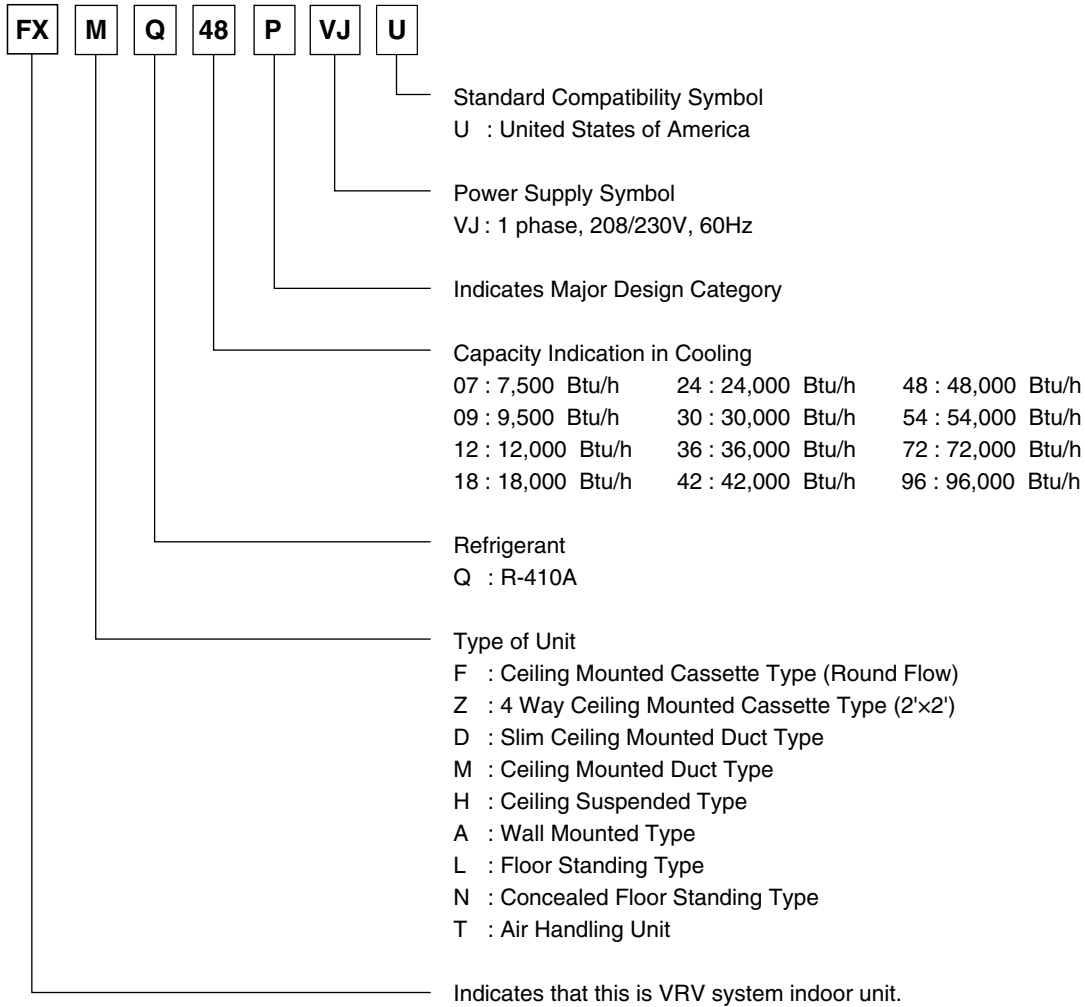 FX M Q 48 P VJ U
Standard Compatibility Symbol
U : United States of America
Power Supply Symbol
VJ : 1 phase, 208/230V, 60Hz
Indicates Major Design Category
Capacity Indication in Cooling
07 : 7,500 Btu/h 24 : 24,000 Btu/h 48 : 48,000 Btu/h
09 : 9,500 Btu/h 30 : 30,000 Btu/h 54 : 54,000 Btu/h
12 : 12,000 Btu/h 36 : 36,000 Btu/h 72 : 72,000 Btu/h
18 : 18,000 Btu/h 42 : 42,000 Btu/h 96 : 96,000 Btu/h
Refrigerant
Q : R-410A
Type of Unit
F : Ceiling Mounted Cassette Type (Round Flow)
Z : 4 Way Ceiling Mounted Cassette Type (2'×2')
D : Slim Ceiling Mounted Duct Type
M : Ceiling Mounted Duct Type
H : Ceiling Suspended Type
A : Wall Mounted Type
L : Floor Standing Type
N : Concealed Floor Standing Type
T : Air Handling Unit
Indicates that this is VRV system indoor unit.